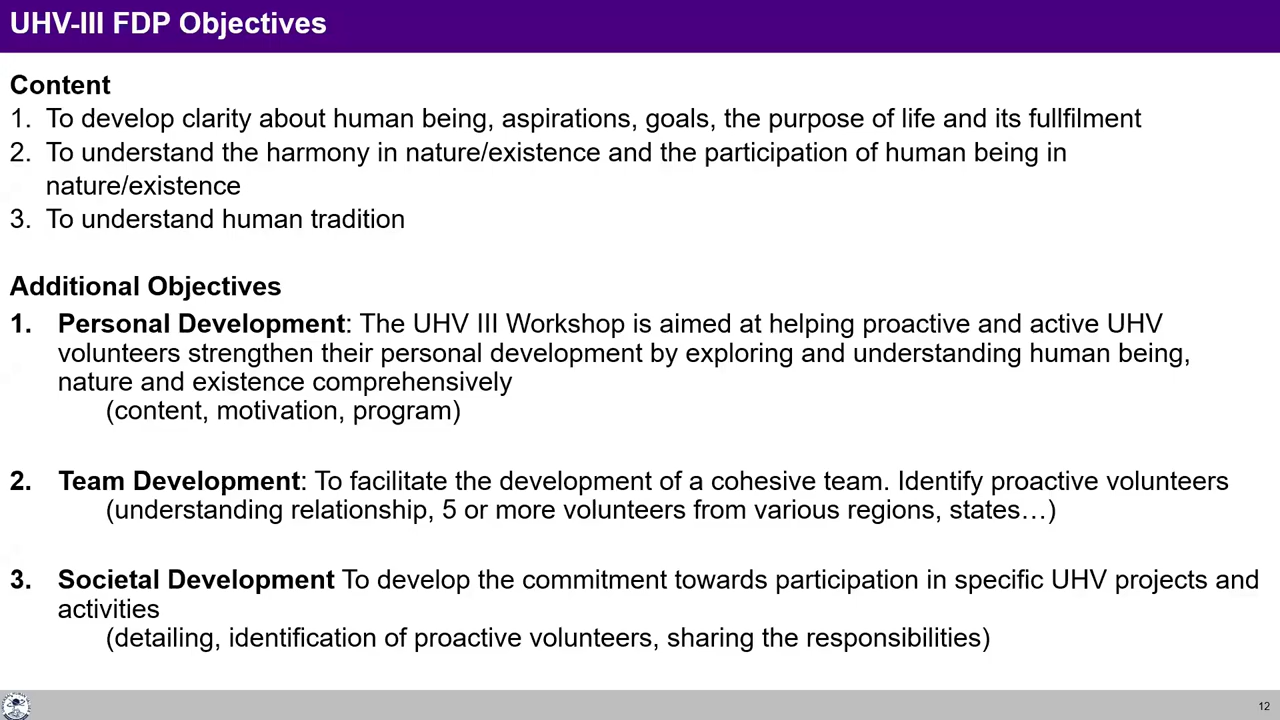 UHV-III FDP Objectives
Content
1. To develop clarity about human being, aspirations, goals, the purpose of life and its fullfilment
2. To understand the harmony in nature/existence and the participation of human being in
nature/existence
3. To understand human tradition
Additional Objectives
1. Personal Development: The UHV III Workshop is aimed at helping proactive and active UHV
volunteers strengthen their personal development by exploring and understanding human being,
nature and existence comprehensively
(content, motivation, program)
2. Team Development: To facilitate the development of a cohesive team. Identify proactive volunteers
(understanding relationship, 5 or more volunteers from various regions, states…)
3. Societal Development To develop the commitment towards participation in specific UHV projects and
activities
(detailing, identification of proactive volunteers, sharing the responsibilities)
12